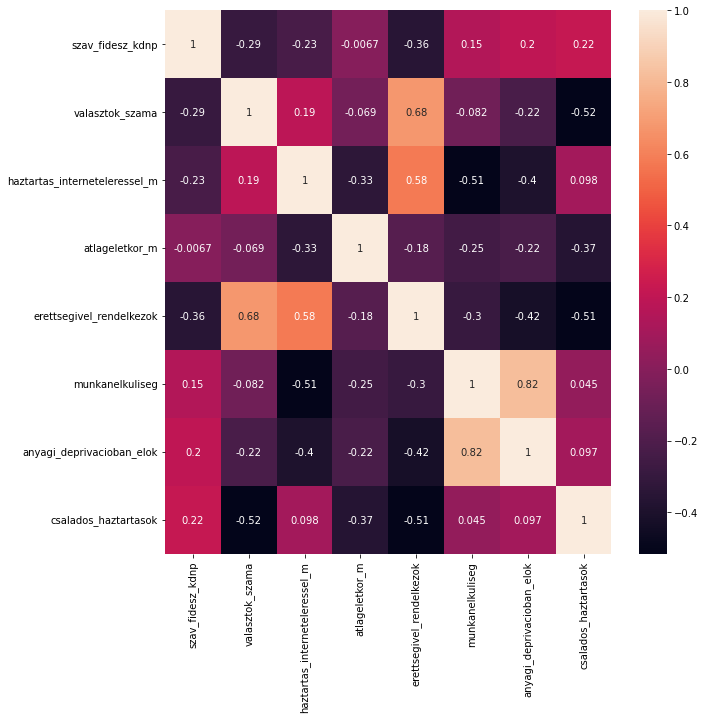 szav_fidesz_kdnp 1 -0.29 -0.23 -0.0067 -0.36 0.15 0.2 0.22
valasztok_szama -0.29 1 0.19 -0.069 0.68 -0.082 -0.22 -0.52
haztartas_interneteleressel_m -0.23 0.19 1 -0.33 0.58 -0.51 -0.4 0.098
atlageletkor_m -0.0067 -0.069 -0.33 1 -0.18 -0.25 -0.22 -0.37
erettsegivel_rendelkezok -0.36 0.68 0.58 -0.18 1 -0.3 -0.42 -0.51
munkanelkuliseg 0.15 -0.082 -0.51 -0.25 -0.3 1 0.82 0.045
anyagi_deprivacioban_elok 0.2 -0.22 -0.4 -0.22 -0.42 0.82 1 0.097
csalados_haztartasok 0.22 -0.52 0.098 -0.37 -0.51 0.045 0.097 1
szav_fidesz_kdnp
valasztok_szama
haztartas_interneteleressel_m
atlageletkor_m
erettsegivel_rendelkezok
munkanelkuliseg
anyagi_deprivacioban_elok
csalados_haztartasok
1.0
0.8
0.6
0.4
0.2
0.0
−0.2
−0.4